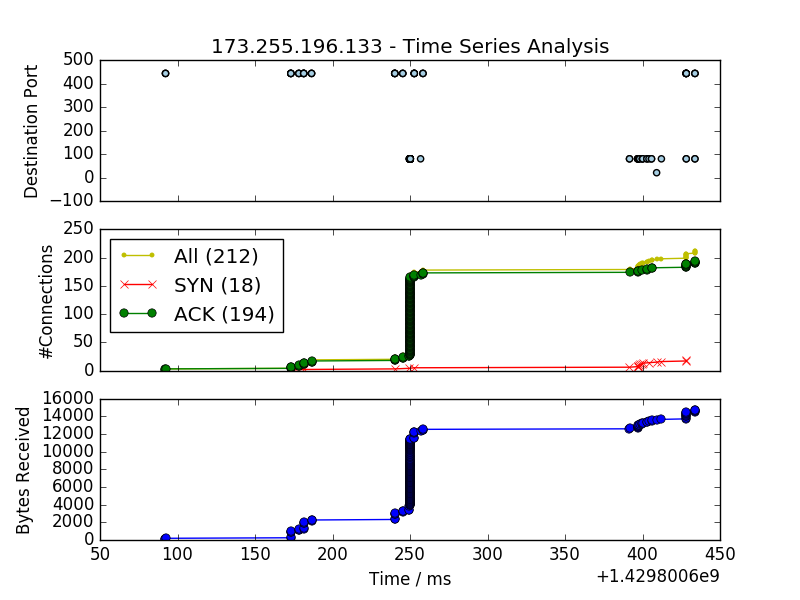 173.255.196.133 - Time Series Analysis
Destination Port
500
400
300
200
100
0
−100
#Connections
250
200
150
100
50
0
All (212)
SYN (18)
ACK (194)
Bytes Received
16000
14000
12000
10000
8000
6000
4000
2000
0
50 100 150 200 250 300 350 400 450
Time / ms
+1.4298006e9